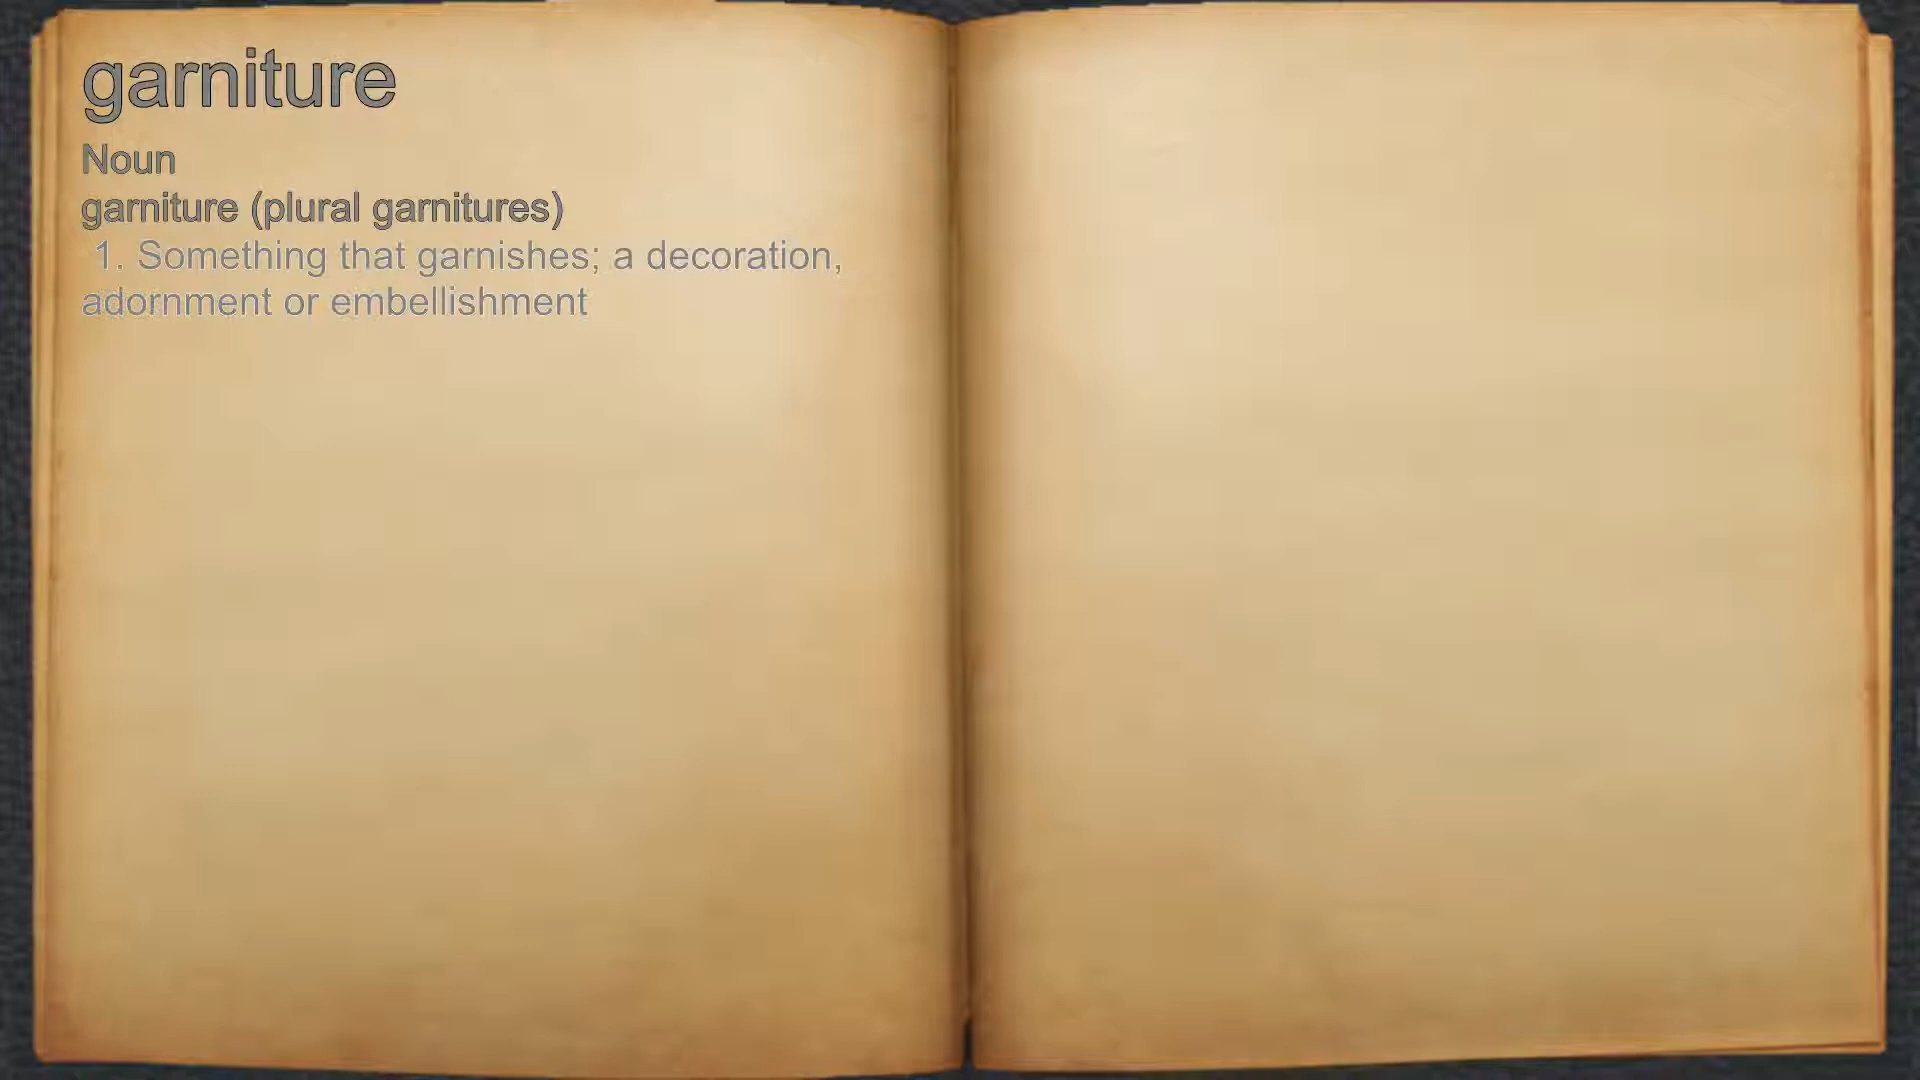 garniture
Noun
garniture (plural garnitures)
1. Something that garnishes; a decoration,
adornment or embellishment